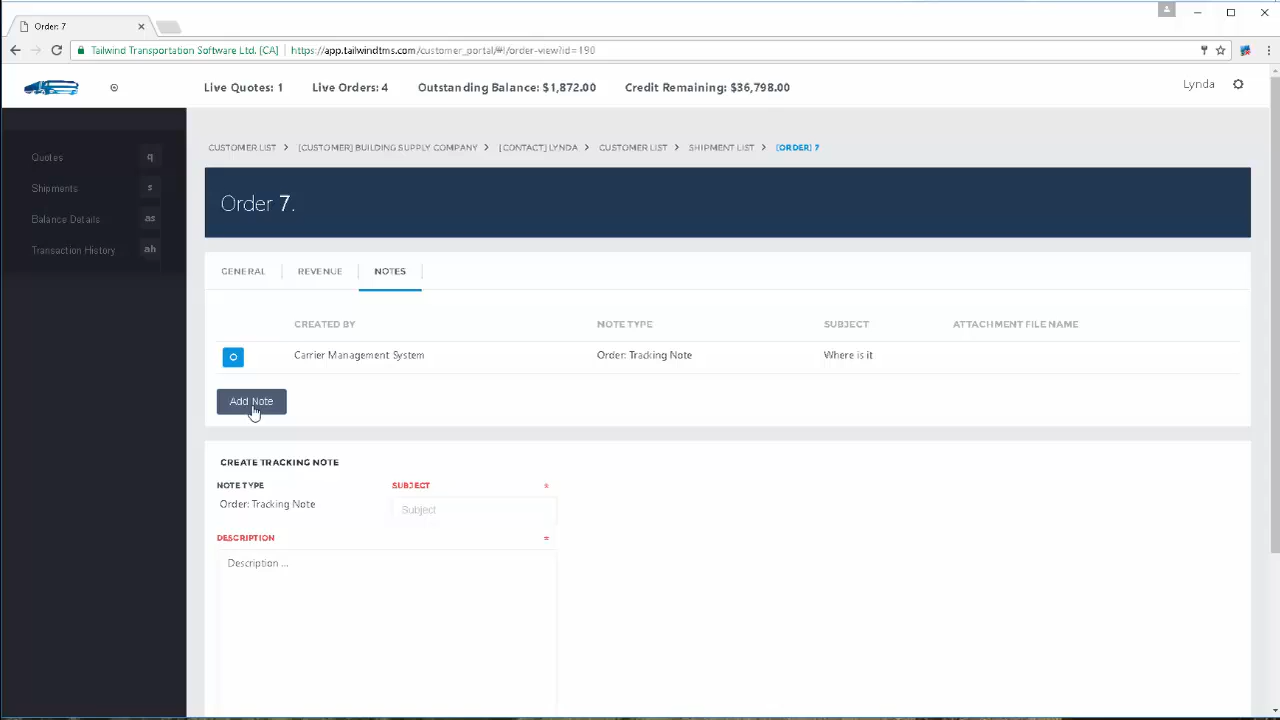 Order: 7
Tailwind Transportation Software Ltd. [CA] https://app.tailwindtms.com/customer_portal/#!/order-view?id=190
Live Quotes: 1 Live Orders: 4 Outstanding Balance: $1,872.00 Credit Remaining: $36,798.00 Lynda
Quotes q
Shipments s
Balance Details as
Transaction History ah
CUSTOMER LIST > [CUSTOMER] BUILDING SUPPLY COMPANY > [CONTACT] LYNDA > CUSTOMER LIST > SHIPMENT LIST > [ORDER] 7
Order 7.
GENERAL REVENUE NOTES
CREATED BY NOTE TYPE SUBJECT ATTACHMENT FILE NAME
Carrier Management System Order: Tracking Note Where is it
Add Note
CREATE TRACKING NOTE
NOTE TYPE SUBJECT *
Order: Tracking Note Subject
DESCRIPTION *
Description ...